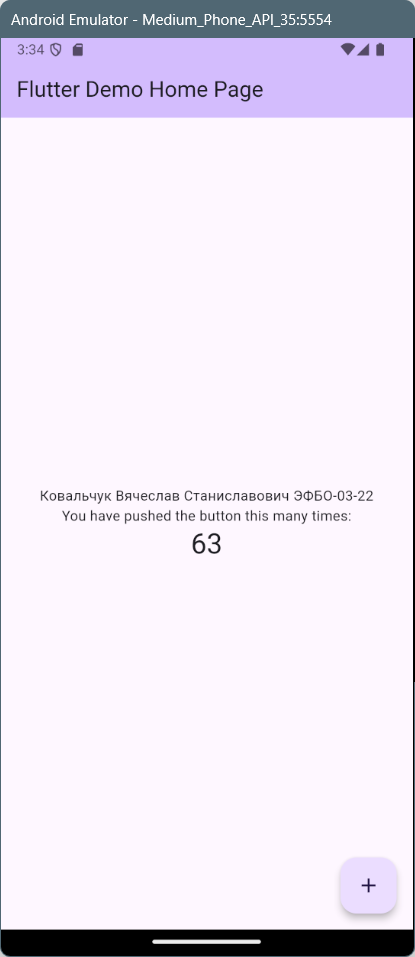 Android Emulator - Medium_Phone_API_35:5554
3:34
Flutter Demo Home Page
Ковальчук Вячеслав Станиславович ЭФБО-03-22
You have pushed the button this many times:
63
+